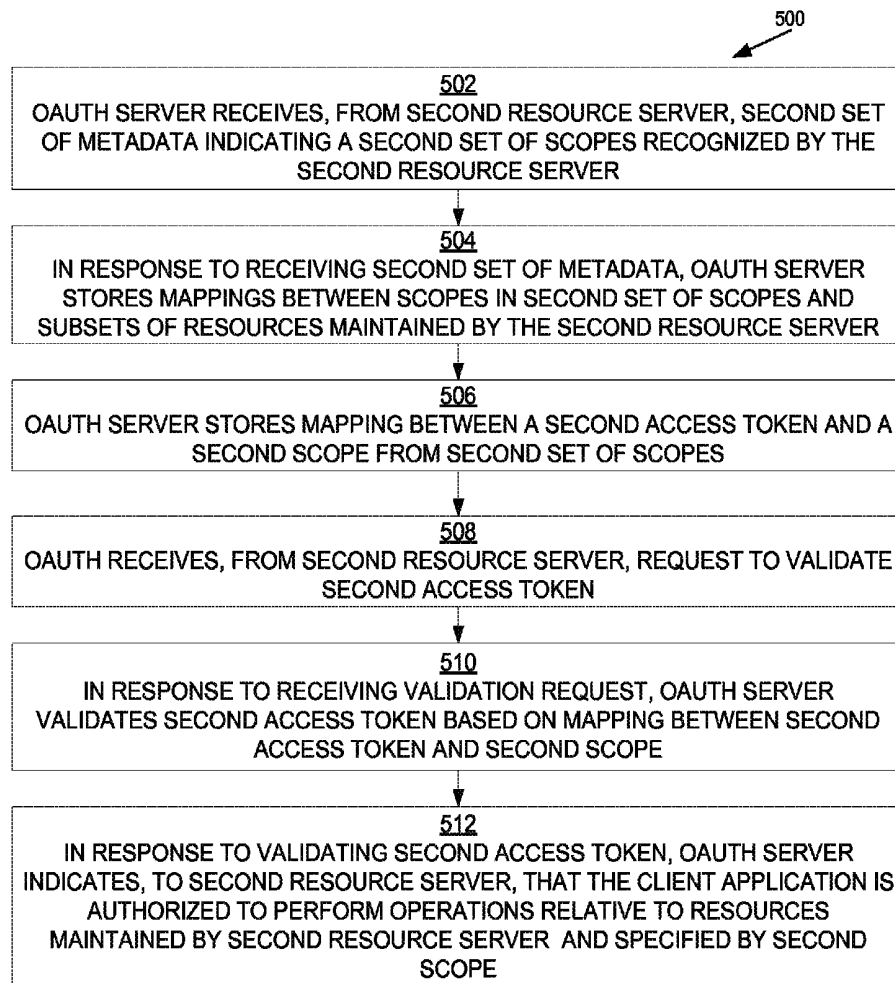 500
502
OAUTH SERVER RECEIVES, FROM SECOND RESOURCE SERVER, SECOND SET
OF METADATA INDICATING A SECOND SET OF SCOPES RECOGNIZED BY THE
SECOND RESOURCE SERVER
504
IN RESPONSE TO RECEIVING SECOND SET OF METADATA, OAUTH SERVER
STORES MAPPINGS BETWEEN SCOPES IN SECOND SET OF SCOPES AND
SUBSETS OF RESOURCES MAINTAINED BY THE SECOND RESOURCE SERVER
506
OAUTH SERVER STORES MAPPING BETWEEN A SECOND ACCESS TOKEN AND A
SECOND SCOPE FROM SECOND SET OF SCOPES
508
OAUTH RECEIVES, FROM SECOND RESOURCE SERVER, REQUEST TO VALIDATE
SECOND ACCESS TOKEN
510
IN RESPONSE TO RECEIVING VALIDATION REQUEST, OAUTH SERVER
VALIDATES SECOND ACCESS TOKEN BASED ON MAPPING BETWEEN SECOND
ACCESS TOKEN AND SECOND SCOPE
512
IN RESPONSE TO VALIDATING SECOND ACCESS TOKEN, OAUTH SERVER
INDICATES, TO SECOND RESOURCE SERVER, THAT THE CLIENT APPLICATION IS
AUTHORIZED TO PERFORM OPERATIONS RELATIVE TO RESOURCES
MAINTAINED BY SECOND RESOURCE SERVER AND SPECIFIED BY SECOND
SCOPE